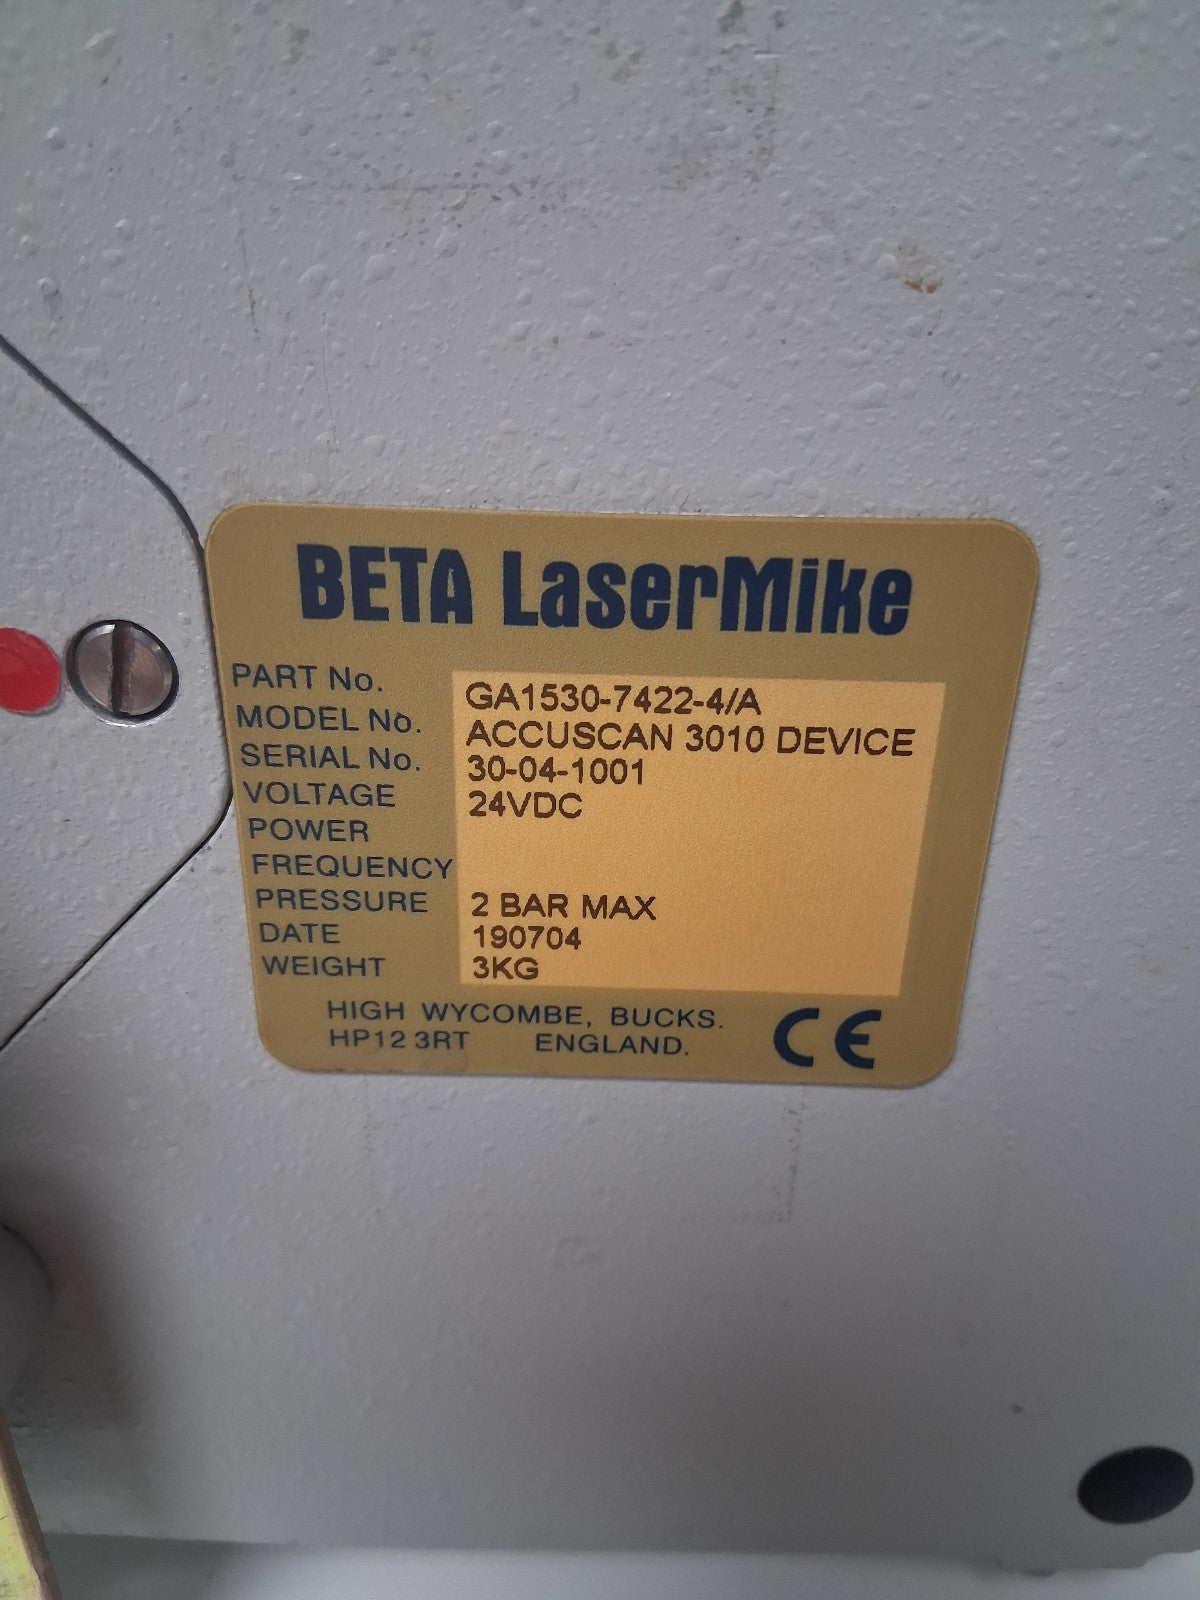 BETA LaserMike
PART No. GA1530-7422-4/A
MODEL No. ACCUSCAN 3010 DEVICE
SERIAL No. 30-04-1001
VOLTAGE 24VDC
POWER
FREQUENCY
PRESSURE 2 BAR MAX
DATE 190704
WEIGHT 3KG
HIGH WYCOMBE, BUCKS.
HP12 3RT ENGLAND.
CE